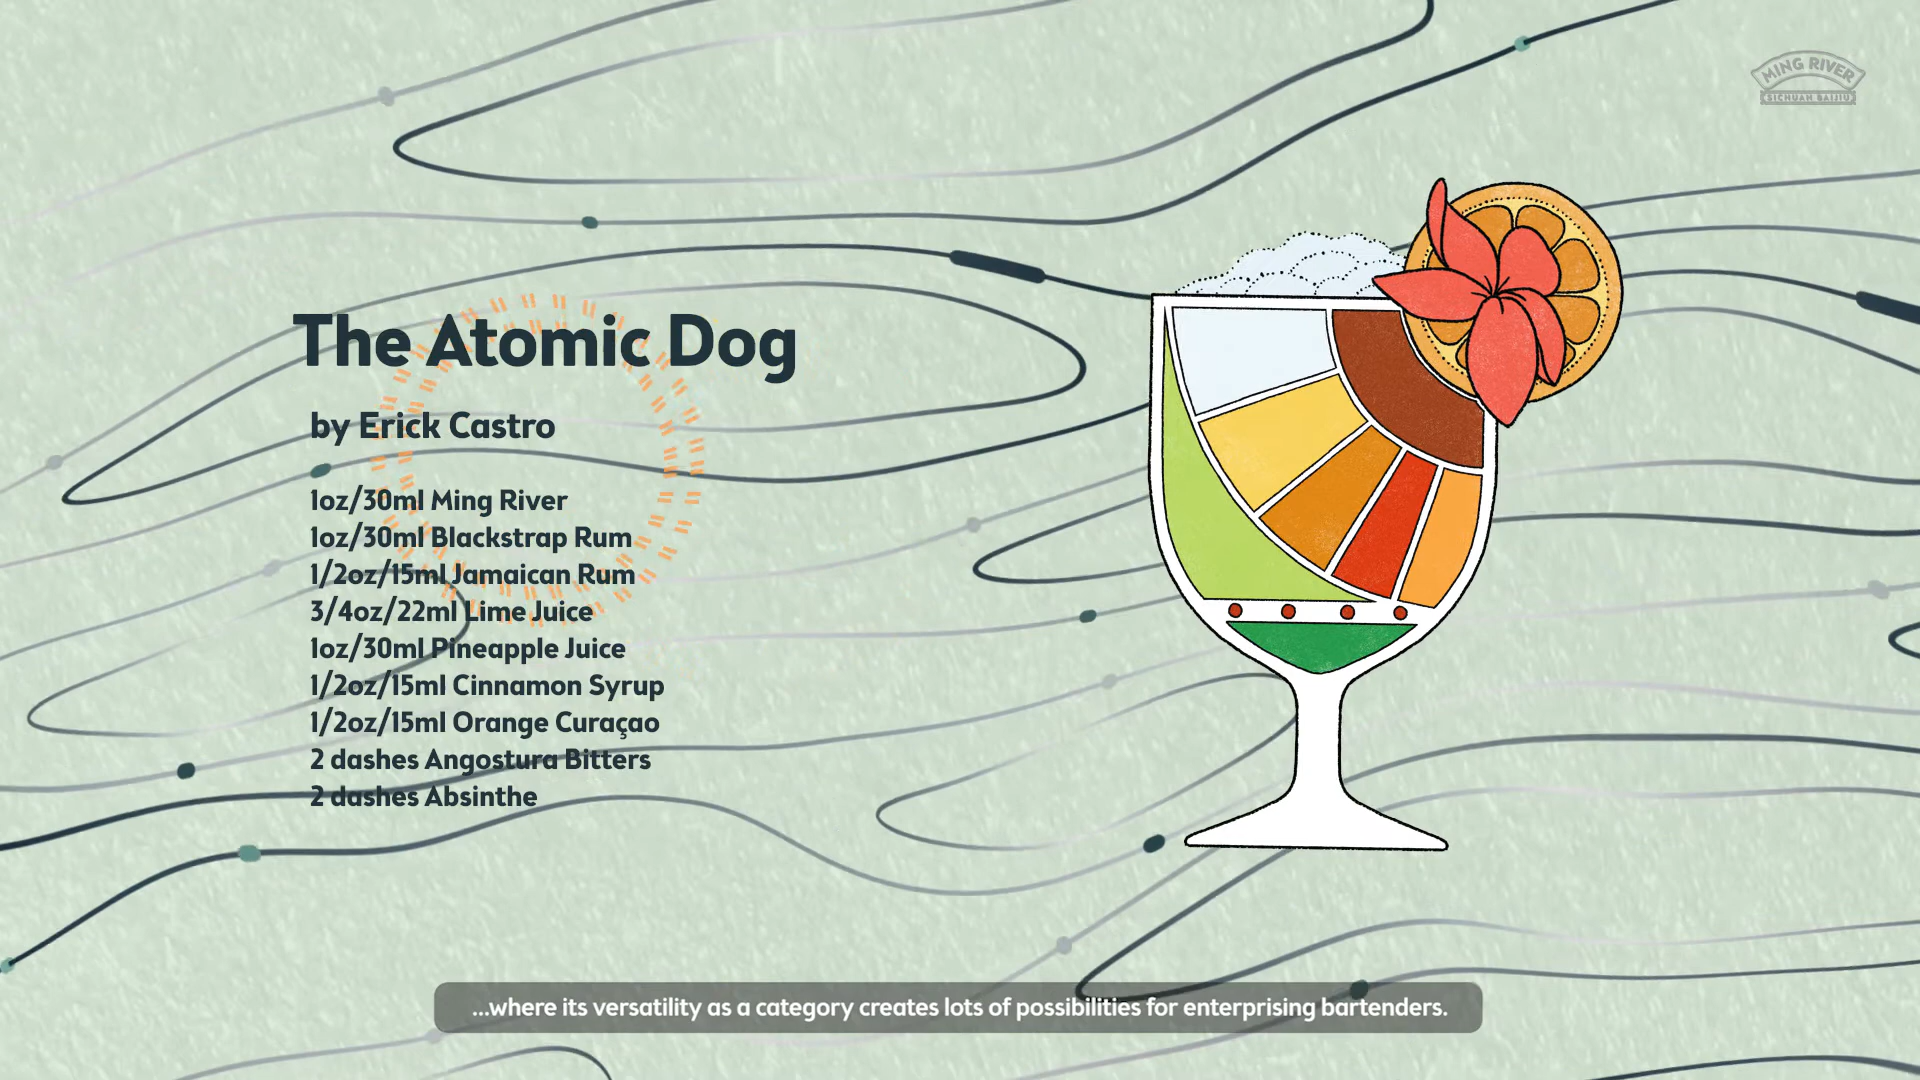 MING RIVER
SICHUAN BAIJIU
The Atomic Dog
by Erick Castro
1oz/30ml Ming River
1oz/30ml Blackstrap Rum
1/2oz/15ml Jamaican Rum
3/4oz/22ml Lime Juice
1oz/30ml Pineapple Juice
1/2oz/15ml Cinnamon Syrup
1/2oz/15ml Orange Curaçao
2 dashes Angostura Bitters
2 dashes Absinthe
...where its versatility as a category creates lots of possibilities for enterprising bartenders.